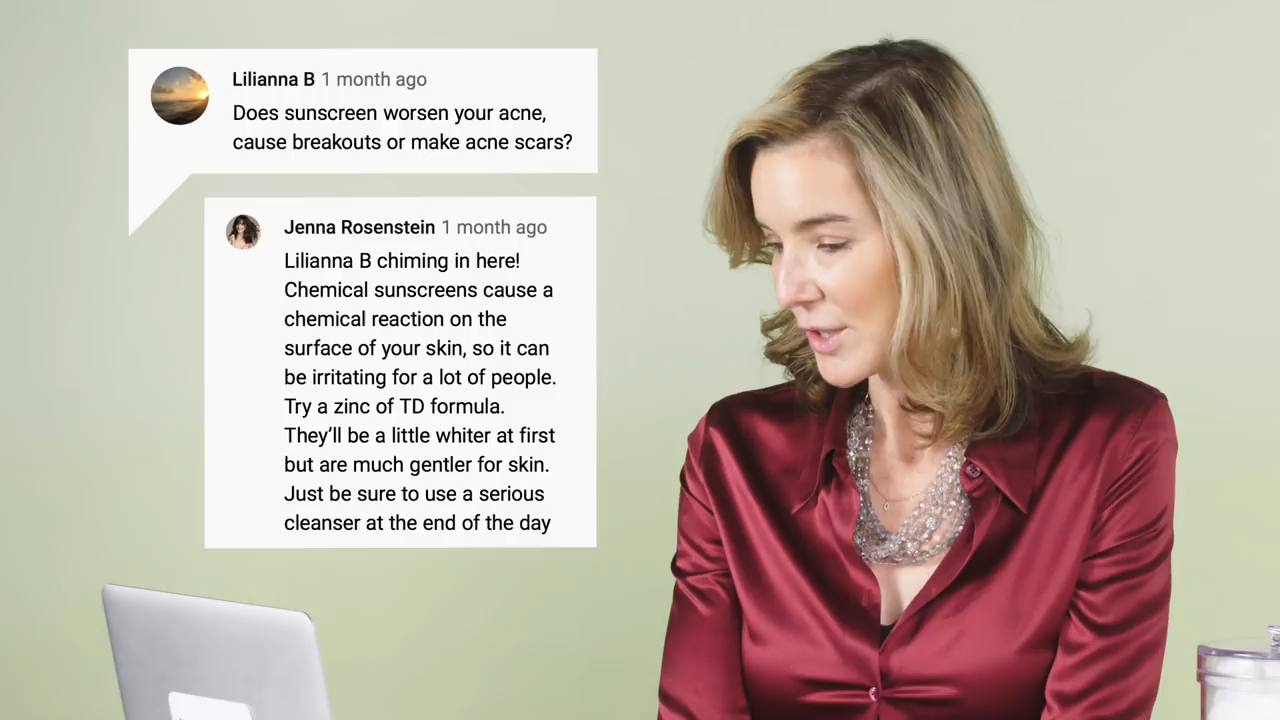 Lilianna B 1 month ago
Does sunscreen worsen your acne,
cause breakouts or make acne scars?
Jenna Rosenstein 1 month ago
Lilianna B chiming in here!
Chemical sunscreens cause a
chemical reaction on the
surface of your skin, so it can
be irritating for a lot of people.
Try a zinc of TD formula.
They’ll be a little whiter at first
but are much gentler for skin.
Just be sure to use a serious
cleanser at the end of the day